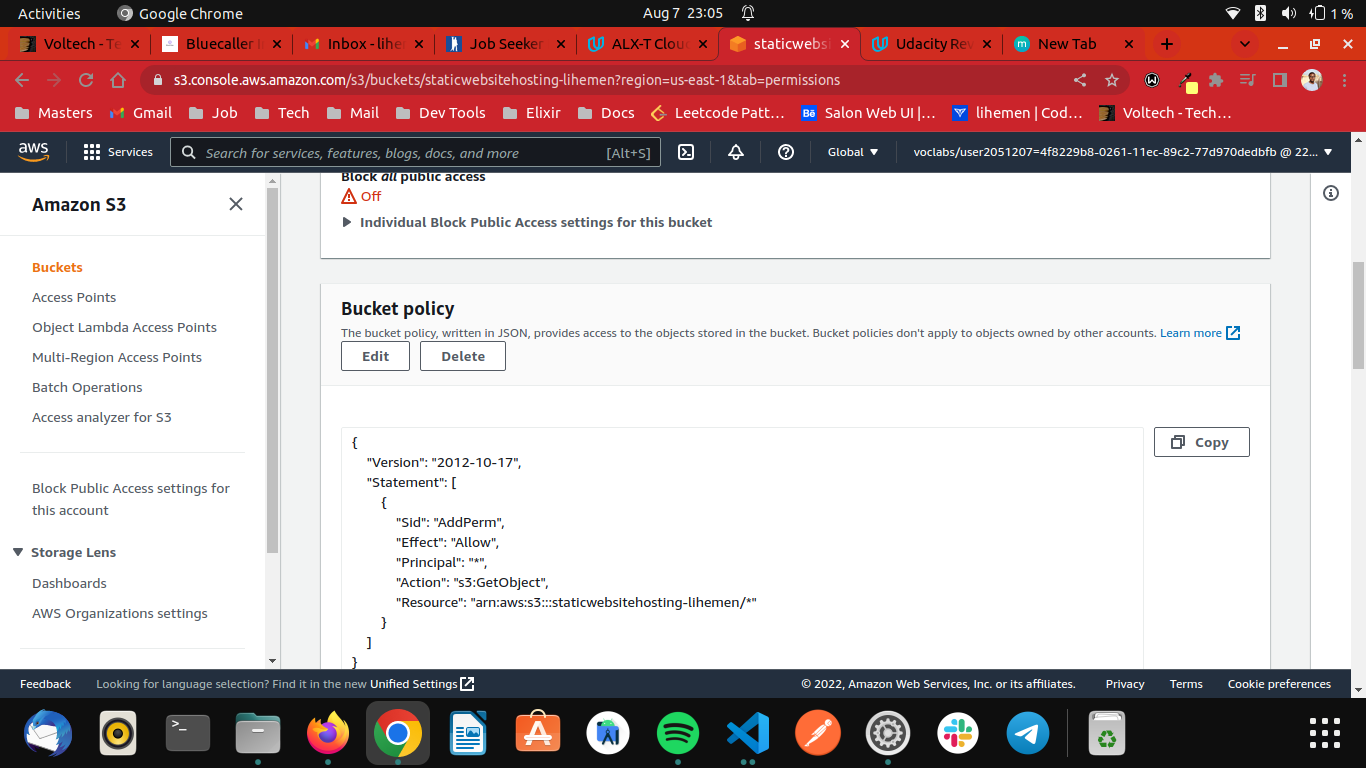 Activities
Google Chrome
Aug 7 23:05
1 %
Voltech - Te
Bluecaller
Inbox - lihe
Job Seeker
ALX-T Clou
staticwebs
Udacity Rev
New Tab
s3.console.aws.amazon.com/s3/buckets/staticwebsitehosting-lihemen?region=us-east-1&tab=permissions
Masters
Gmail
Job
Tech
Mail
Dev Tools
Elixir
Docs
Leetcode Patt...
Salon Web UI |...
lihemen | Cod...
Voltech - Tech...
aws
Services
Search for services, features, blogs, docs, and more
[Alt+S]
Global
voclabs/user2051207=4f8229b8-0261-11ec-89c2-77d970dedbfb @ 22...
Amazon S3
Buckets
Access Points
Object Lambda Access Points
Multi-Region Access Points
Batch Operations
Access analyzer for S3
Block Public Access settings for
this account
Storage Lens
Dashboards
AWS Organizations settings
Block all public access
Off
Individual Block Public Access settings for this bucket
Bucket policy
The bucket policy, written in JSON, provides access to the objects stored in the bucket. Bucket policies don't apply to objects owned by other accounts. Learn more
Edit
Delete
Copy
{
"Version": "2012-10-17",
"Statement": [
{
"Sid": "AddPerm",
"Effect": "Allow",
"Principal": "*",
"Action": "s3:GetObject",
"Resource": "arn:aws:s3:::staticwebsitehosting-lihemen/*"
}
]
}
Feedback
Looking for language selection? Find it in the new Unified Settings
© 2022, Amazon Web Services, Inc. or its affiliates.
Privacy
Terms
Cookie preferences